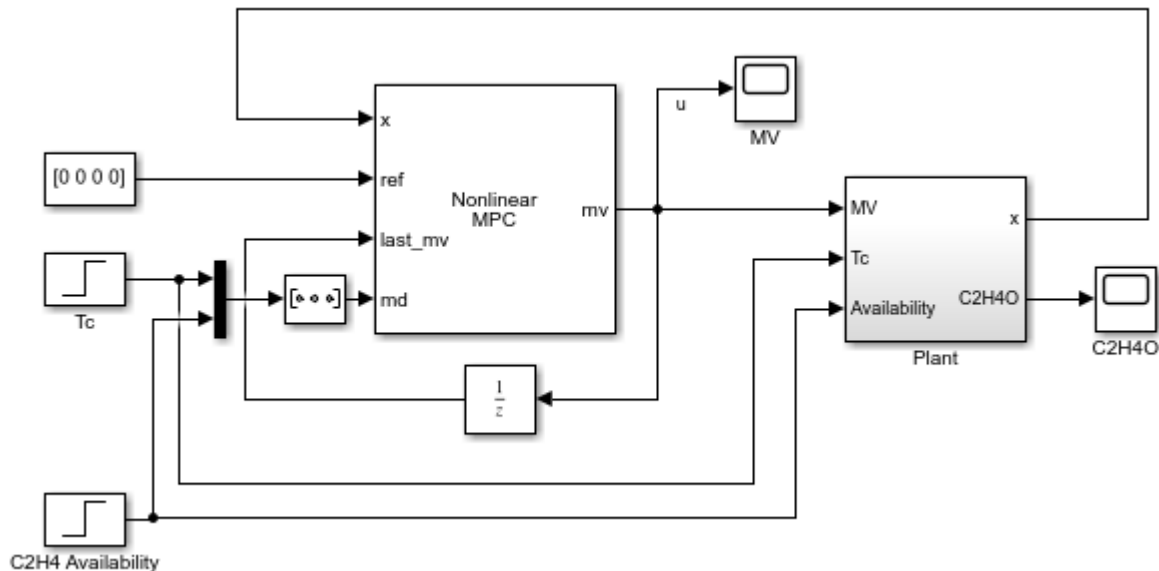 x
ref
last_mv
md
Nonlinear
MPC
mv
u
MV
[0 0 0 0]
Tc
MV
Tc
Availability
x
C2H4O
Plant
C2H4O
1
z
C2H4 Availability